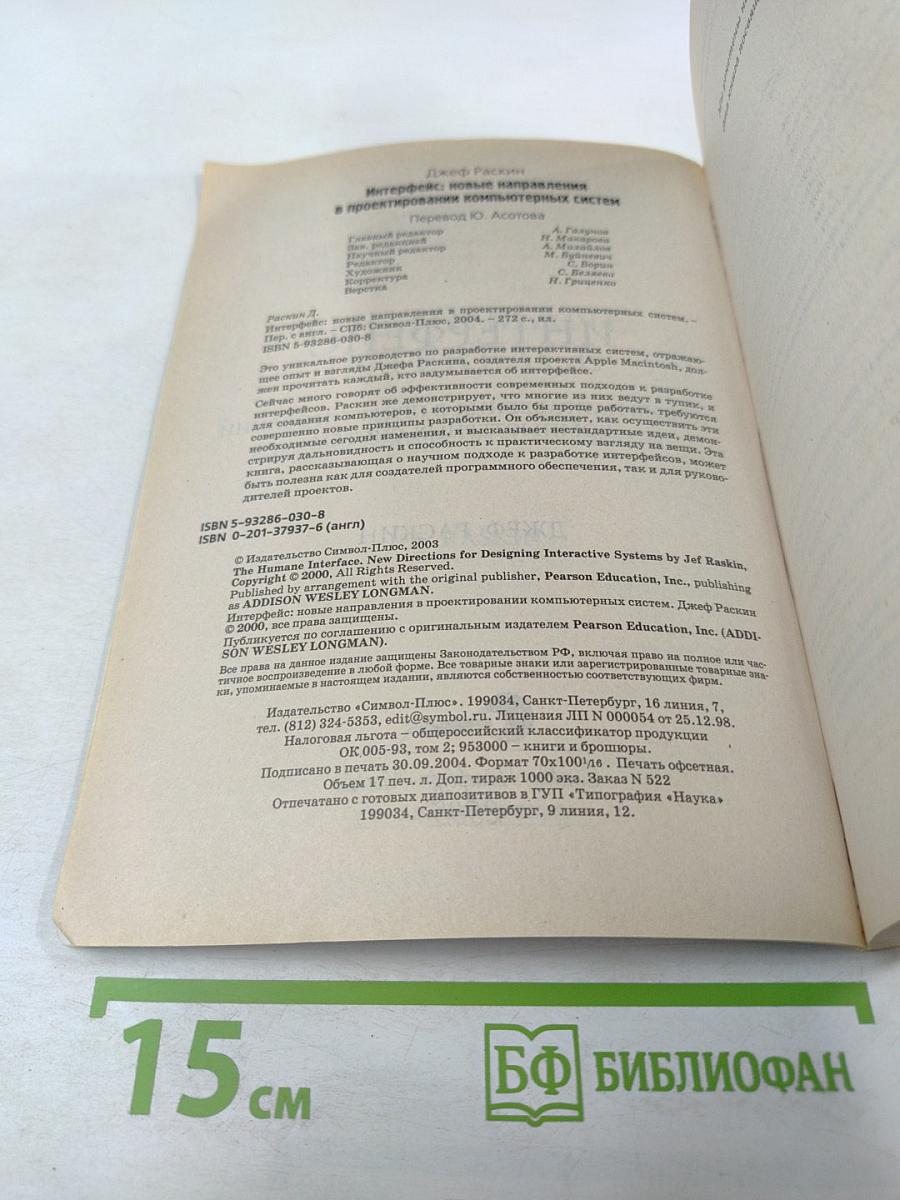 Джеф Раскин
Интерфейс: новые направления
в проектировании компьютерных систем
Перевод Ю. Асотова
Главный редактор А. Галунов
Зав. редакцией Н. Макарова
Научный редактор А. Михайлов
Редактор М. Буйневич
Художник С. Борин
Корректура С. Беляева
Верстка Н. Гриценко
Раскин Д.
Интерфейс: новые направления в проектировании компьютерных систем. –
Пер. с англ. – СПб: Символ-Плюс, 2004. – 272 с., ил.
ISBN 5-93286-030-8
Это уникальное руководство по разработке интерактивных систем, отражаю-
щее опыт и взгляды Джефа Раскина, создателя проекта Apple Macintosh, дол-
жен прочитать каждый, кто задумывается об интерфейсе.
Сейчас много говорят об эффективности современных подходов к разработке
интерфейсов. Раскин же демонстрирует, что многие из них ведут в тупик, и
для создания компьютеров, с которыми было бы проще работать, требуются
совершенно новые принципы разработки. Он объясняет, как осуществить эти
необходимые сегодня изменения, и высказывает нестандартные идеи, демон-
стрируя дальновидность и способность к практическому взгляду на вещи. Эта
книга, рассказывающая о научном подходе к разработке интерфейсов, может
быть полезна как для создателей программного обеспечения, так и для руково-
дителей проектов.
ISBN 5-93286-030-8
ISBN 0-201-37937-6 (англ)
© Издательство Символ-Плюс, 2003
The Humane Interface. New Directions for Designing Interactive Systems by Jef Raskin,
Copyright © 2000, All Rights Reserved.
Published by arrangement with the original publisher, Pearson Education, Inc., publishing
as ADDISON WESLEY LONGMAN.
Интерфейс: новые направления в проектировании компьютерных систем. Джеф Раскин
© 2000, все права защищены.
Публикуется по соглашению с оригинальным издателем Pearson Education, Inc. (ADDI-
SON WESLEY LONGMAN).
Все права на данное издание защищены Законодательством РФ, включая право на полное или час-
тичное воспроизведение в любой форме. Все товарные знаки или зарегистрированные товарные зна-
ки, упоминаемые в настоящем издании, являются собственностью соответствующих фирм.
Издательство «Символ-Плюс». 199034, Санкт-Петербург, 16 линия, 7,
тел. (812) 324-5353, edit@symbol.ru. Лицензия ЛП N 000054 от 25.12.98.
Налоговая льгота – общероссийский классификатор продукции
ОК 005-93, том 2; 953000 – книги и брошюры.
Подписано в печать 30.09.2004. Формат 70x100 1/16 . Печать офсетная.
Объем 17 печ. л. Доп. тираж 1000 экз. Заказ N 522
Отпечатано с готовых диапозитивов в ГУП «Типография «Наука»
199034, Санкт-Петербург, 9 линия, 12.
15 см
БФ БИБЛИОФАН